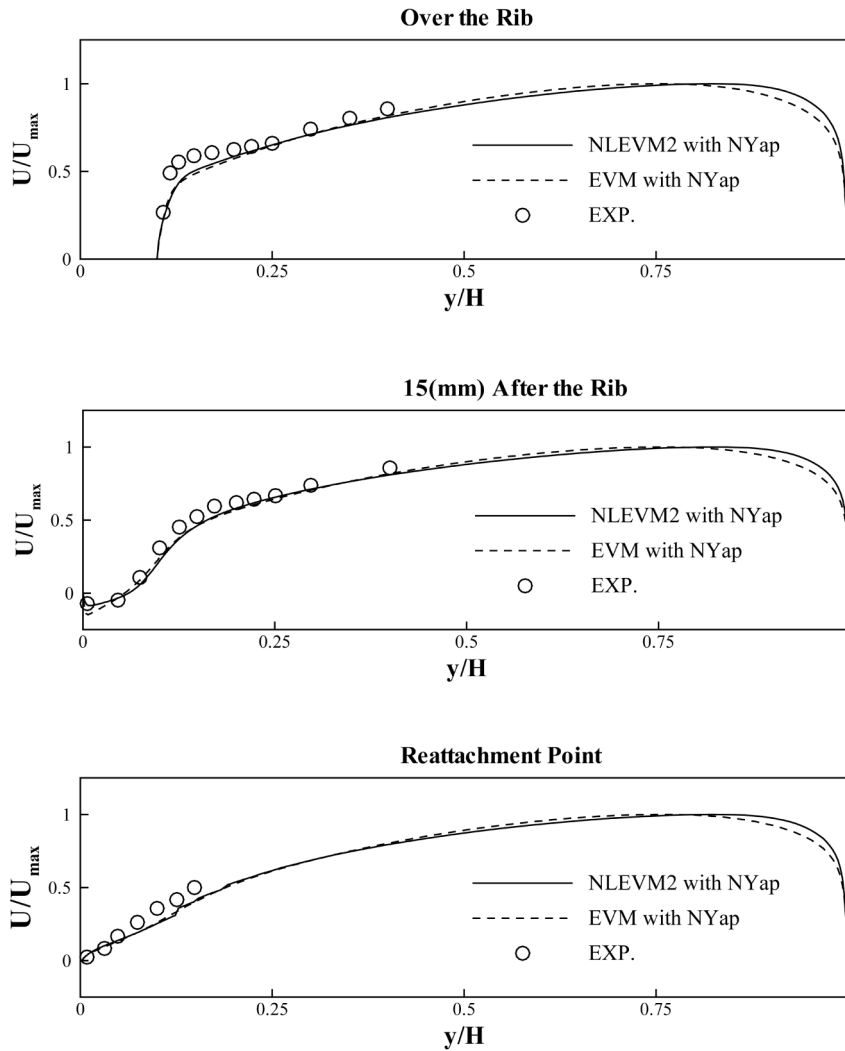 Over the Rib
1
0.5
0
U/Umax
NLEVM2 with NYap
EVM with NYap
EXP.
0 0.25 0.5 0.75
y/H
15(mm) After the Rib
1
0.5
0
U/Umax
NLEVM2 with NYap
EVM with NYap
EXP.
0 0.25 0.5 0.75
y/H
Reattachment Point
1
0.5
0
U/Umax
NLEVM2 with NYap
EVM with NYap
EXP.
0 0.25 0.5 0.75
y/H